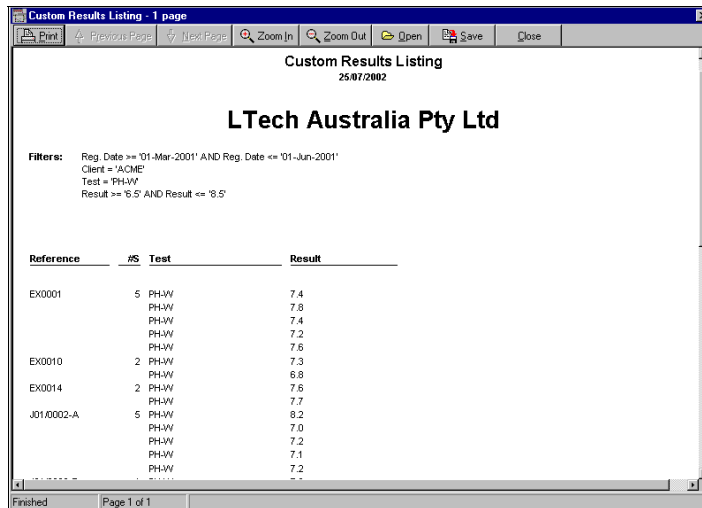 Custom Results Listing - 1 page
Print Previous Page Next Page Zoom In Zoom Out Open Save Close
Custom Results Listing
25/07/2002
LTech Australia Pty Ltd
Filters: Reg. Date >= '01-Mar-2001' AND Reg. Date <= '01-Jun-2001'
Client = 'ACME'
Test = 'PH-W'
Result >= '6.5' AND Result <= '8.5'
Reference #S Test Result
EX0001 5 PH-W 7.4
PH-W 7.8
PH-W 7.4
PH-W 7.2
PH-W 7.6
EX0010 2 PH-W 7.3
PH-W 6.8
EX0014 2 PH-W 7.6
PH-W 7.7
J01/0002-A 5 PH-W 8.2
PH-W 7.0
PH-W 7.2
PH-W 7.1
PH-W 7.2
Finished Page 1 of 1